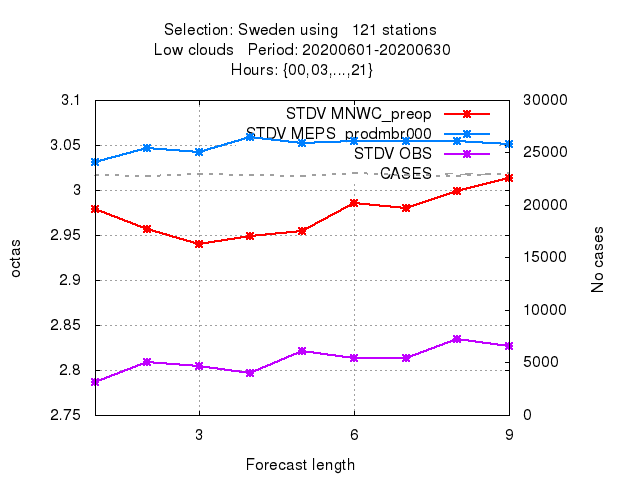 Selection: Sweden using 121 stations
Low clouds Period: 20200601-20200630
Hours: {00,03,...,21}
3.1
3.05
3
2.95
2.9
2.85
2.8
2.75
octas
STDV MNWC_preop
STDV MEPS_prodmbr000
STDV OBS
CASES
30000
25000
20000
15000
10000
5000
0
No cases
3 6 9
Forecast length